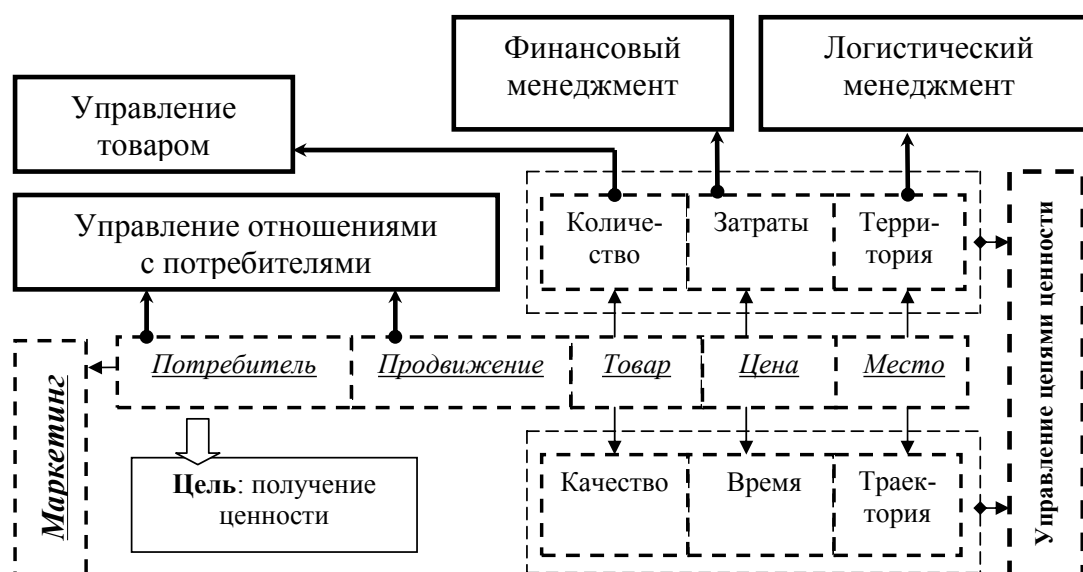 Финансовый
менеджмент
Логистический
менеджмент
Управление
товаром
Управление отношениями
с потребителями
Количе-
ство
Затраты
Терри-
тория
Потребитель
Продвижение
Товар
Цена
Место
Маркетинг
Цель: получение
ценности
Качество
Время
Траек-
тория
Управление цепями ценности